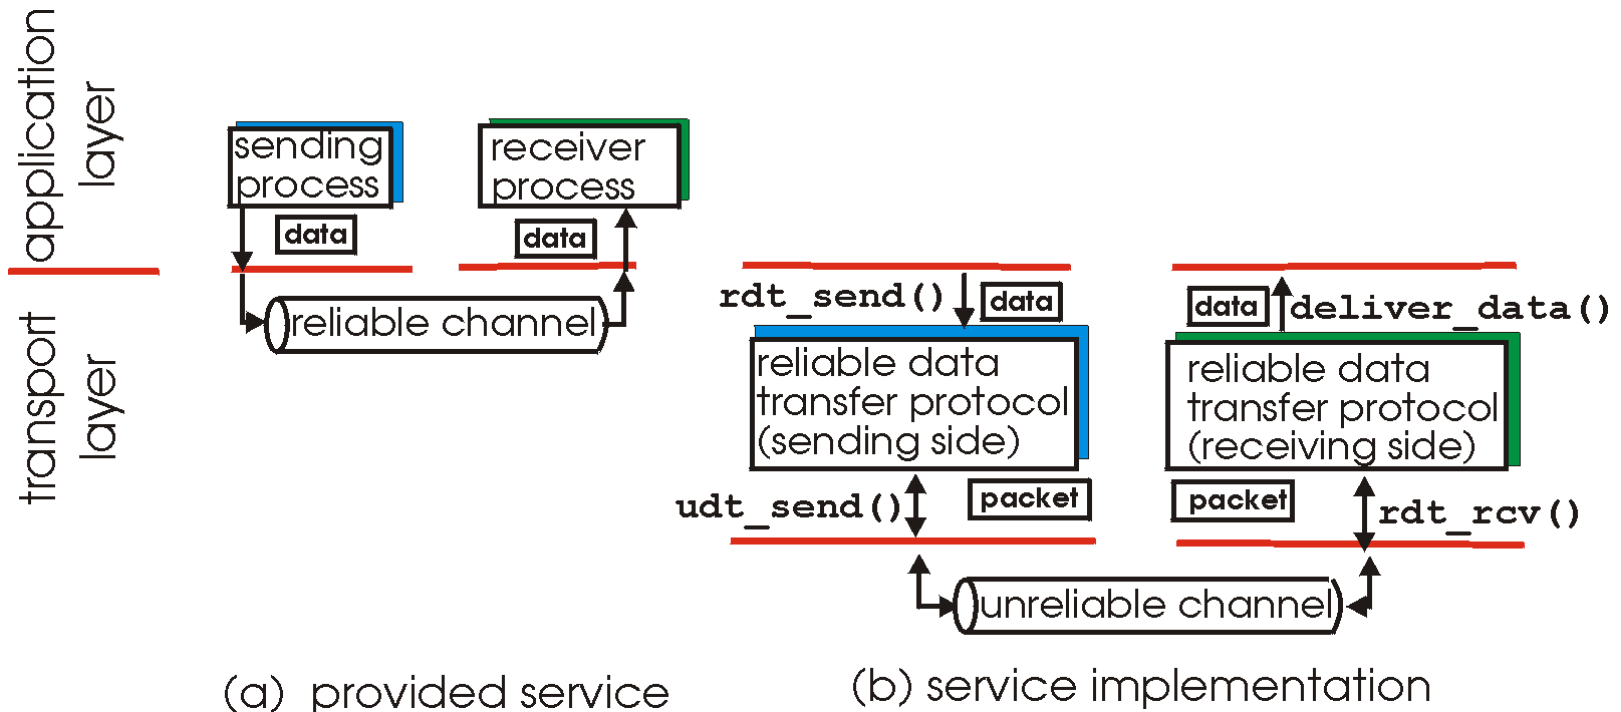 application
layer
transport
layer
sending
process
receiver
process
data
data
reliable channel
rdt_send()
data
data
deliver_data()
reliable data
transfer protocol
(sending side)
reliable data
transfer protocol
(receiving side)
udt_send()
packet
packet
rdt_rcv()
unreliable channel
(a) provided service
(b) service implementation